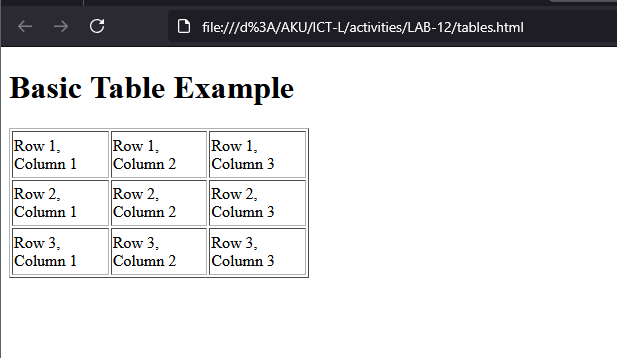 file:///d%3A/AKU/ICT-L/activities/LAB-12/tables.html
Basic Table Example
Row 1, Row 1, Row 1,
Column 1 Column 2 Column 3
Row 2, Row 2, Row 2,
Column 1 Column 2 Column 3
Row 3, Row 3, Row 3,
Column 1 Column 2 Column 3